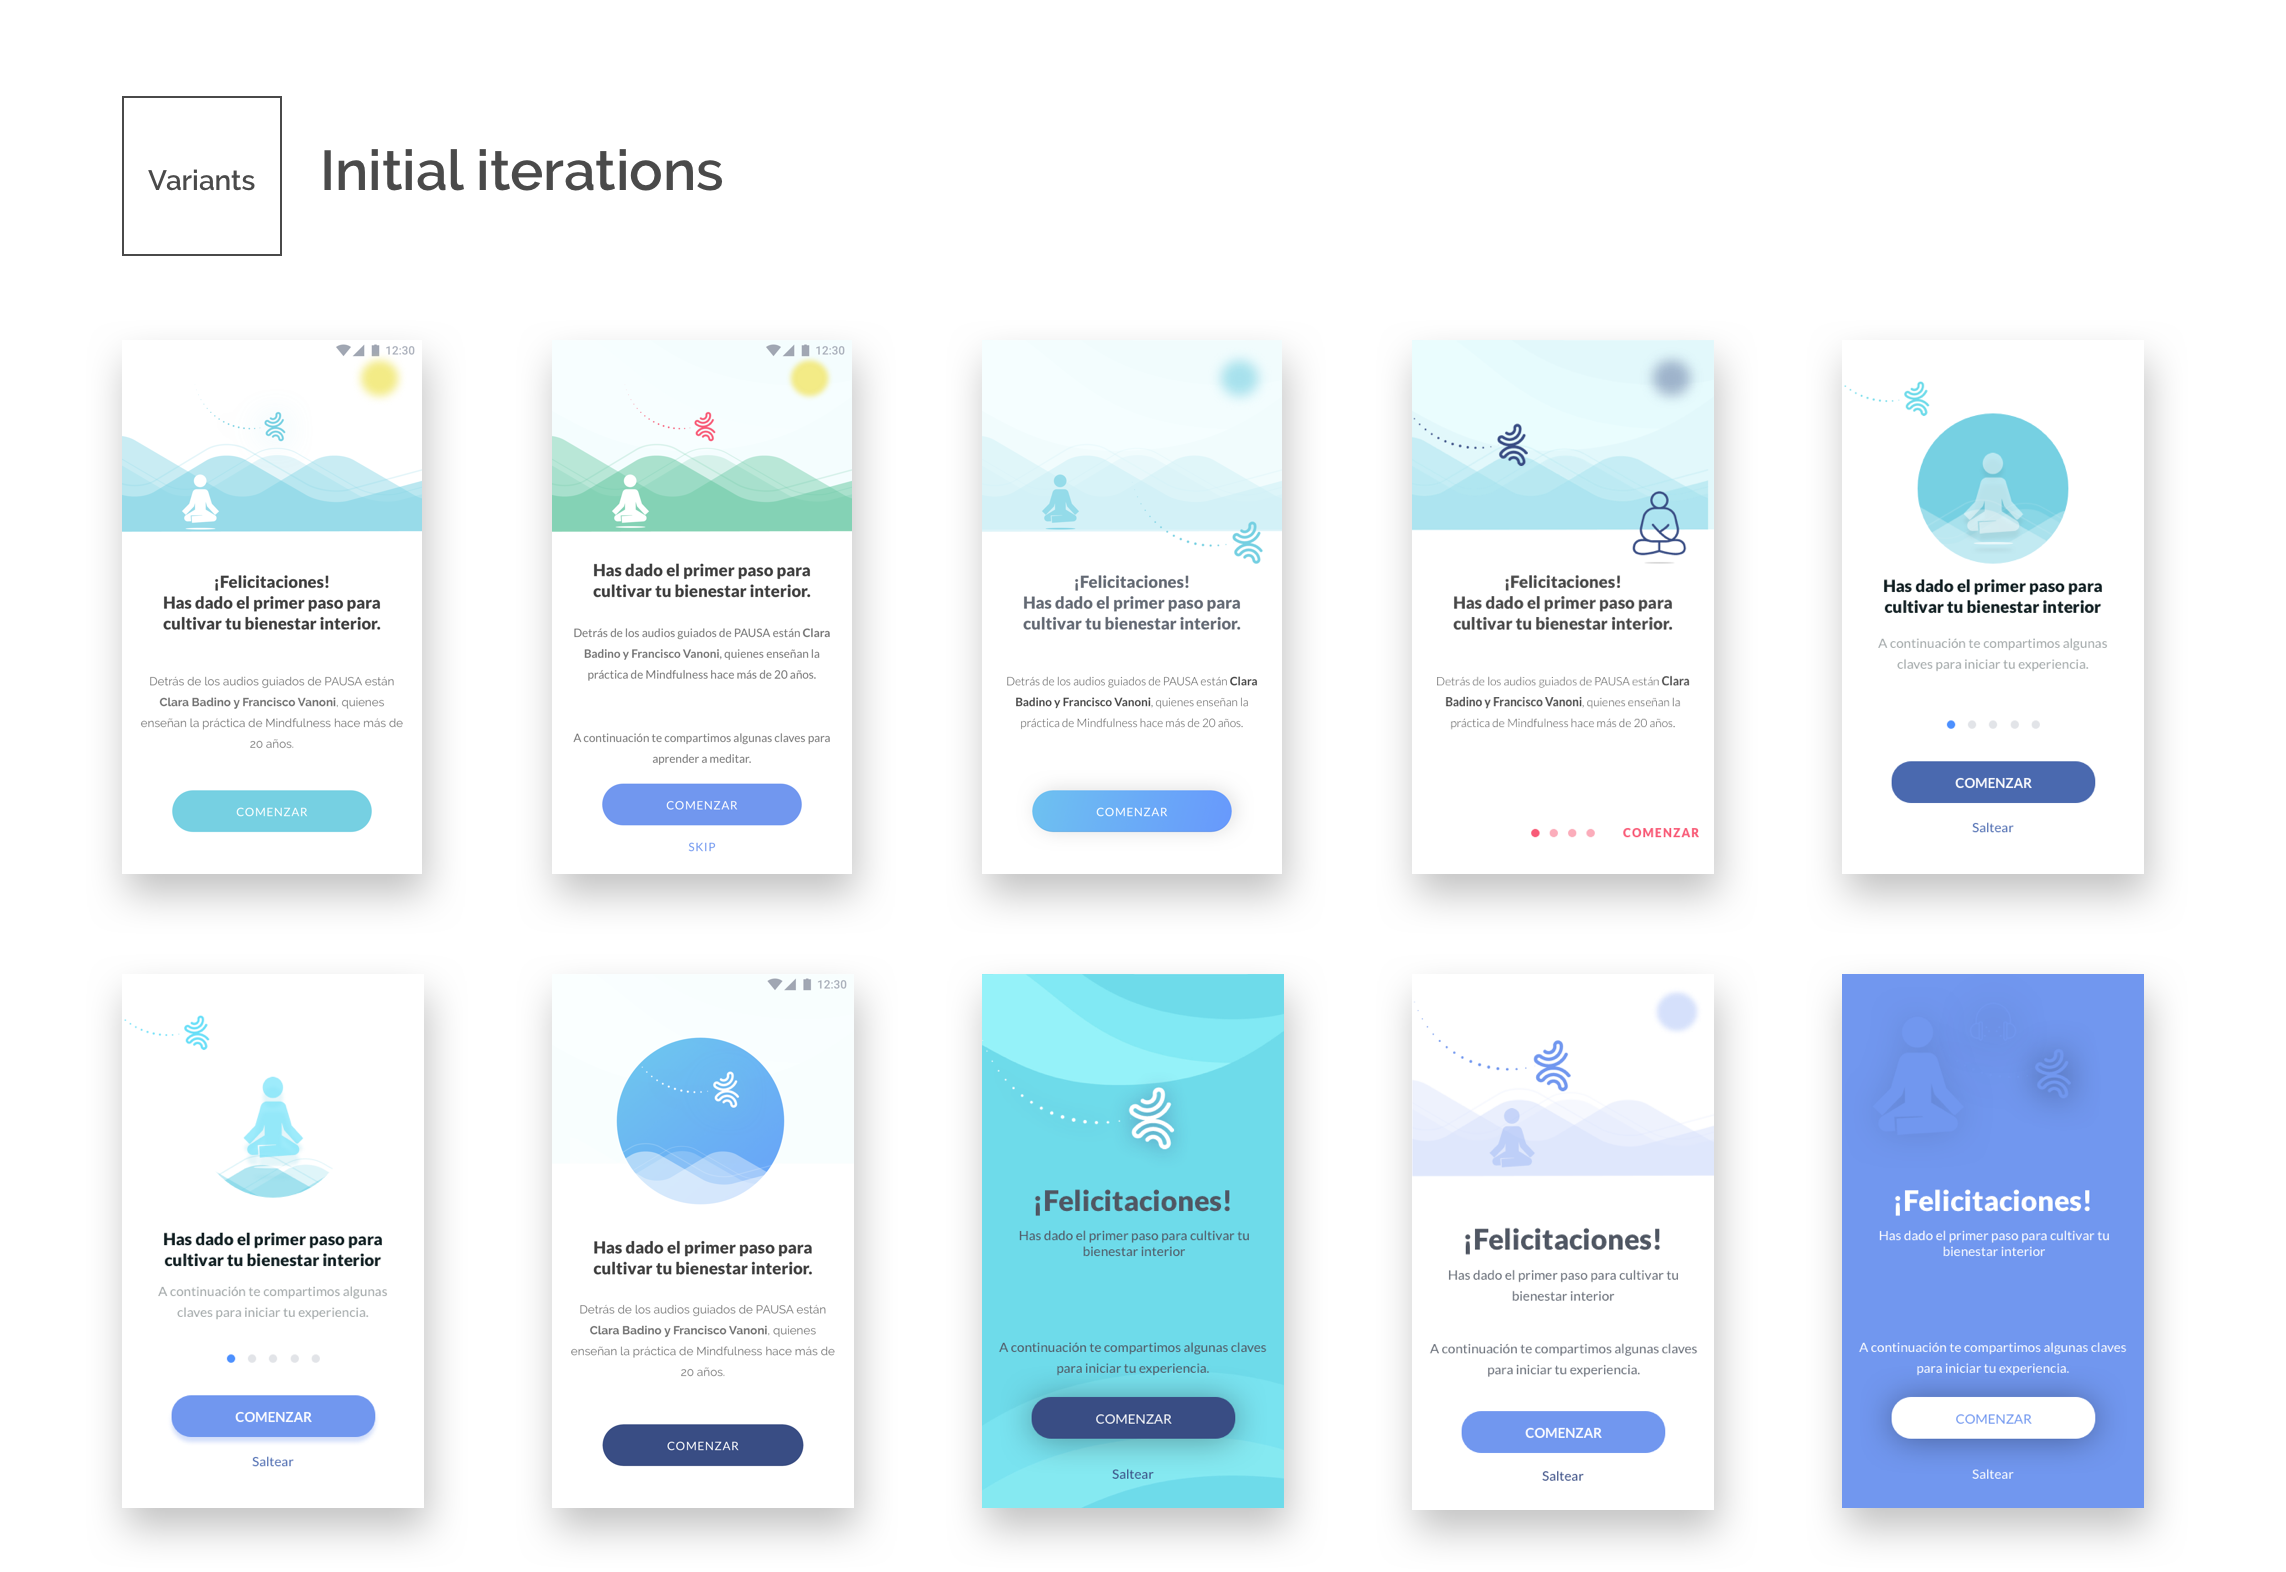 Variants
Initial iterations
12:30
¡Felicitaciones!
Has dado el primer paso para
cultivar tu bienestar interior.
Detrás de los audios guiados de PAUSA están
Clara Badino y Francisco Vanoni, quienes
enseñan la práctica de Mindfulness hace más de
20 años.
COMENZAR
12:30
Has dado el primer paso para
cultivar tu bienestar interior.
Detrás de los audios guiados de PAUSA están Clara
Badino y Francisco Vanoni, quienes enseñan la
práctica de Mindfulness hace más de 20 años.
A continuación te compartimos algunas claves para
aprender a meditar.
COMENZAR
SKIP
¡Felicitaciones!
Has dado el primer paso para
cultivar tu bienestar interior.
Detrás de los audios guiados de PAUSA están Clara
Badino y Francisco Vanoni, quienes enseñan la
práctica de Mindfulness hace más de 20 años.
COMENZAR
¡Felicitaciones!
Has dado el primer paso para
cultivar tu bienestar interior.
Detrás de los audios guiados de PAUSA están Clara
Badino y Francisco Vanoni, quienes enseñan la
práctica de Mindfulness hace más de 20 años.
COMENZAR
Has dado el primer paso para
cultivar tu bienestar interior
A continuación te compartimos algunas
claves para iniciar tu experiencia.
COMENZAR
Saltear
Has dado el primer paso para
cultivar tu bienestar interior
A continuación te compartimos algunas
claves para iniciar tu experiencia.
COMENZAR
Saltear
12:30
Has dado el primer paso para
cultivar tu bienestar interior.
Detrás de los audios guiados de PAUSA están
Clara Badino y Francisco Vanoni, quienes
enseñan la práctica de Mindfulness hace más de
20 años.
COMENZAR
¡Felicitaciones!
Has dado el primer paso para cultivar tu
bienestar interior
A continuación te compartimos algunas claves
para iniciar tu experiencia.
COMENZAR
Saltear
¡Felicitaciones!
Has dado el primer paso para cultivar tu
bienestar interior
A continuación te compartimos algunas claves
para iniciar tu experiencia.
COMENZAR
Saltear
¡Felicitaciones!
Has dado el primer paso para cultivar tu
bienestar interior
A continuación te compartimos algunas claves
para iniciar tu experiencia.
COMENZAR
Saltear